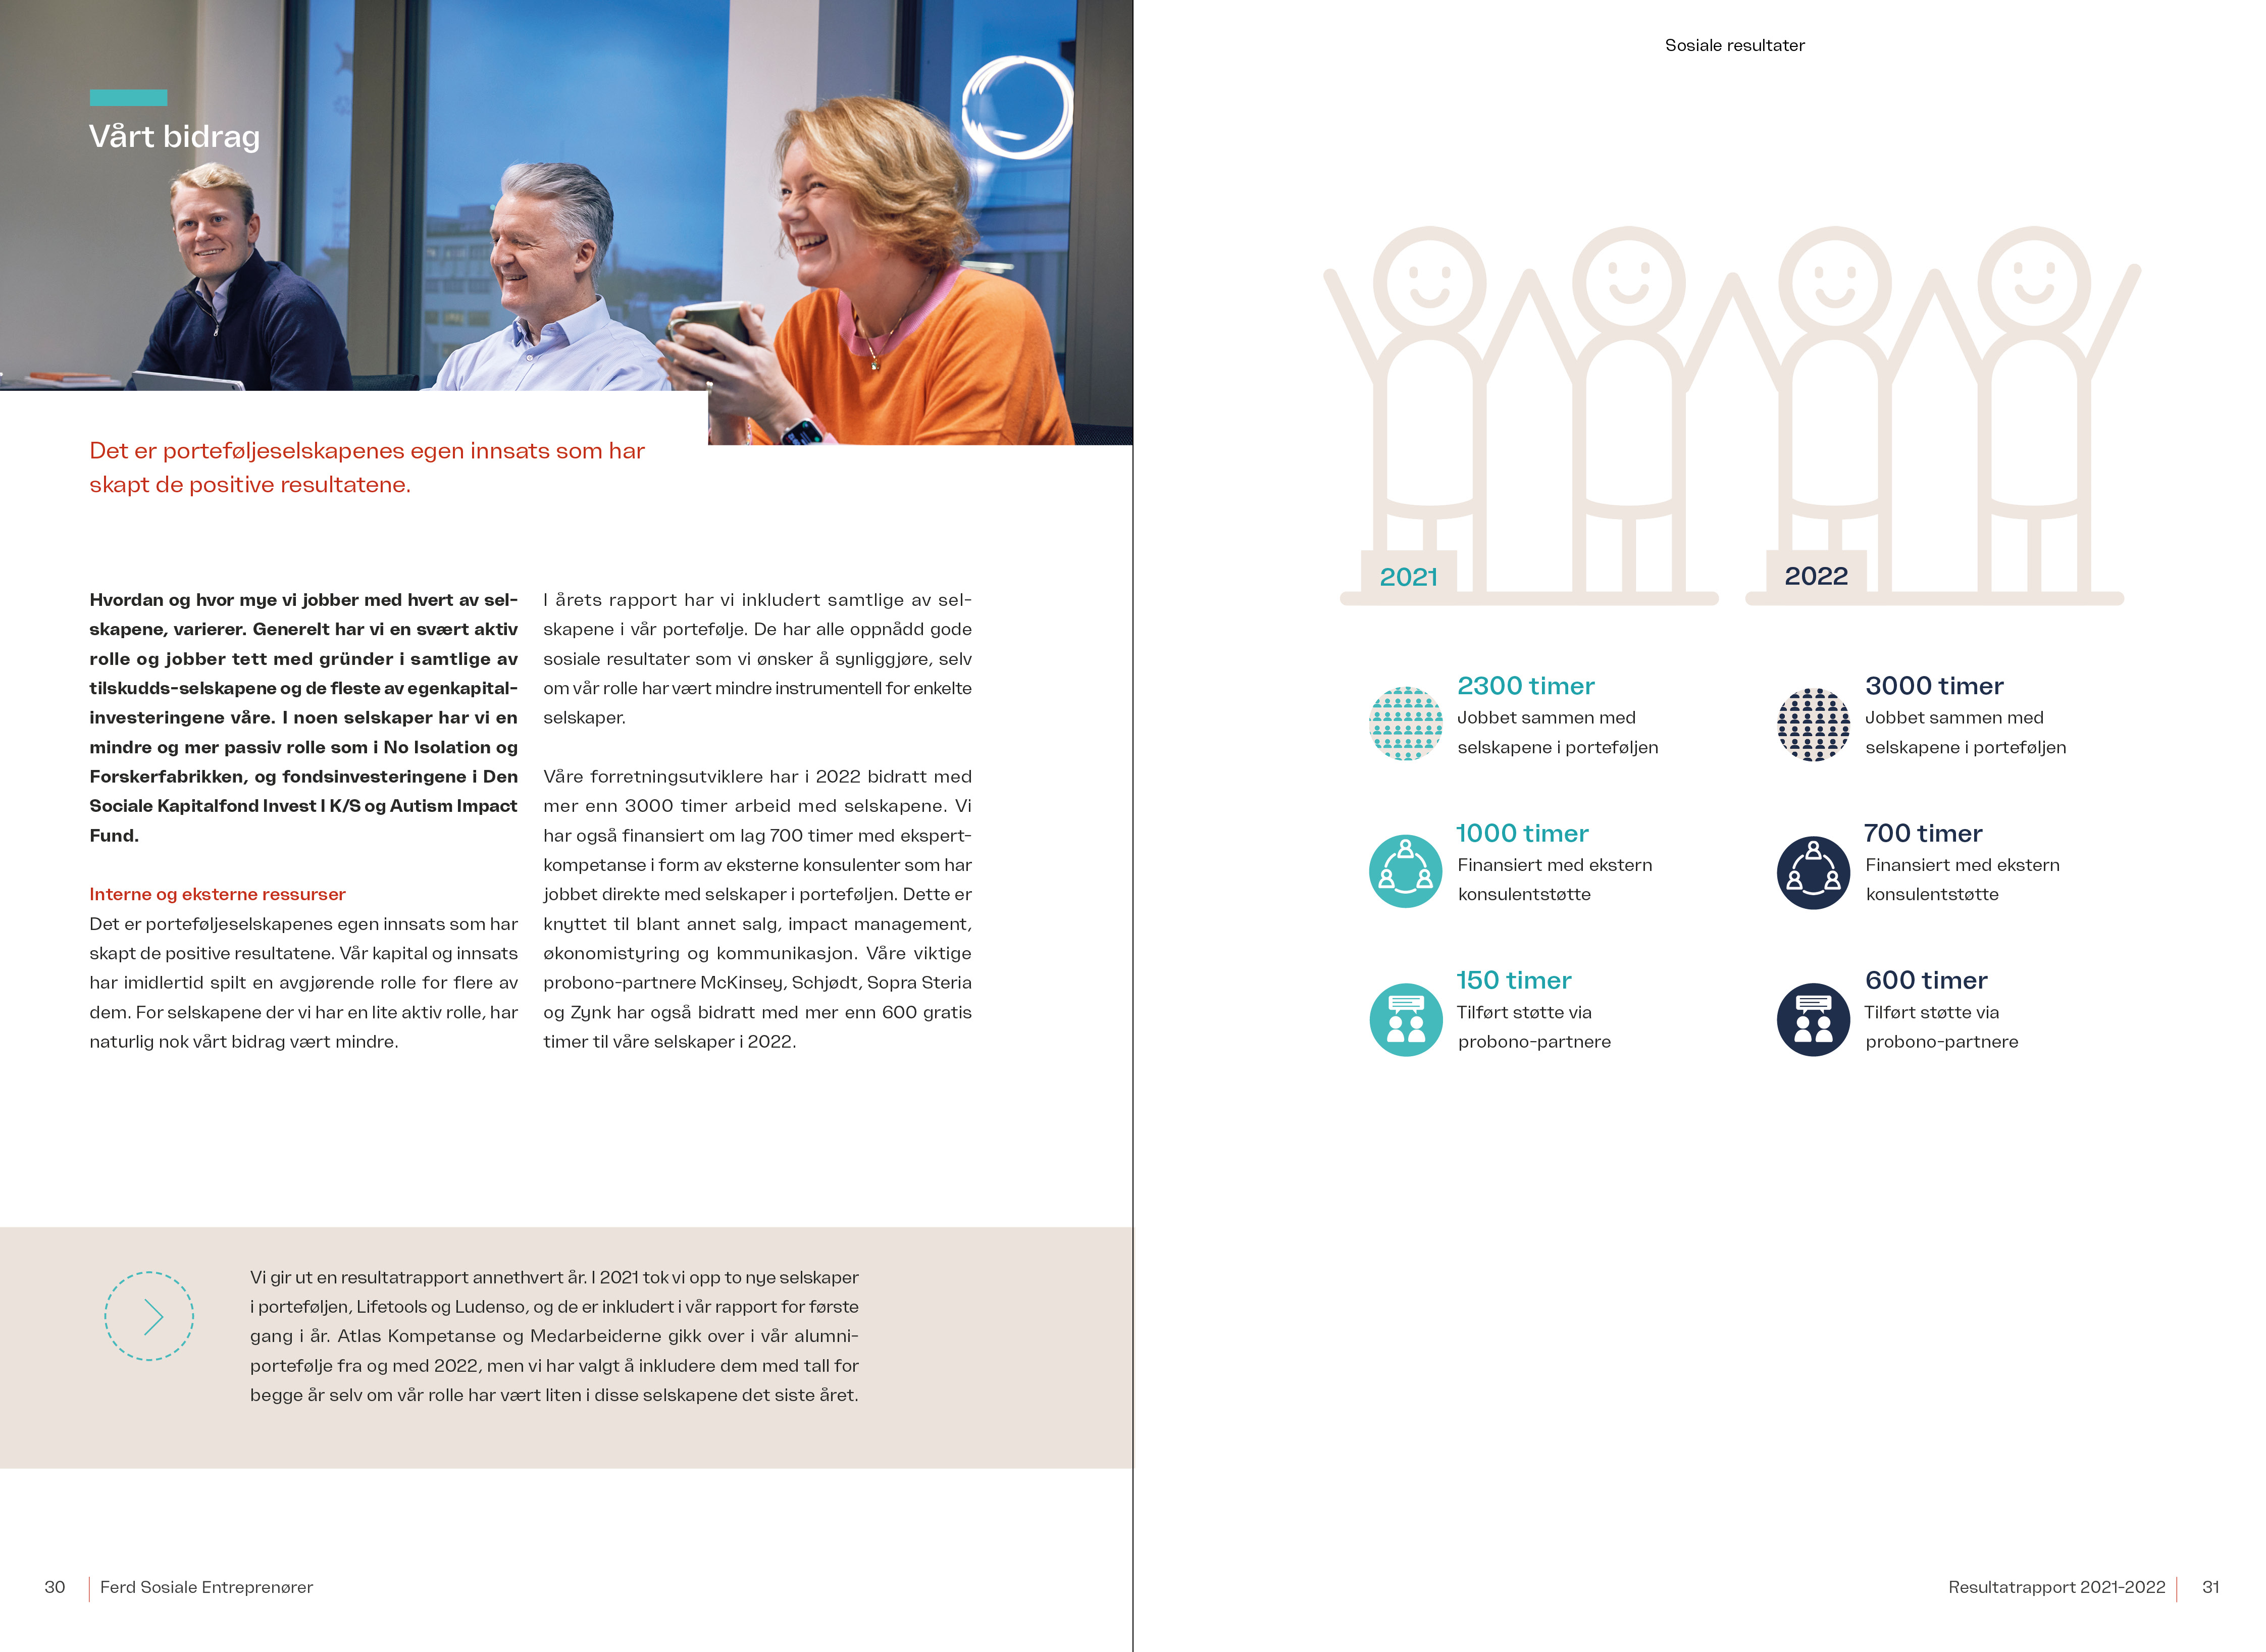 Vårt bidrag
Det er porteføljeselskapenes egen innsats som har
skapt de positive resultatene.
Hvordan og hvor mye vi jobber med hvert av sel-
skapene, varierer. Generelt har vi en svært aktiv
rolle og jobber tett med gründer i samtlige av
tilskudds-selskapene og de fleste av egenkapital-
investeringene våre. I noen selskaper har vi en
mindre og mer passiv rolle som i No Isolation og
Forskerfabrikken, og fondsinvesteringene i Den
Sociale Kapitalfond Invest I K/S og Autism Impact
Fund.
Interne og eksterne ressurser
Det er porteføljeselskapenes egen innsats som har
skapt de positive resultatene. Vår kapital og innsats
har imidlertid spilt en avgjørende rolle for flere av
dem. For selskapene der vi har en lite aktiv rolle, har
naturlig nok vårt bidrag vært mindre.
I årets rapport har vi inkludert samtlige av sel-
skapene i vår portefølje. De har alle oppnådd gode
sosiale resultater som vi ønsker å synliggjøre, selv
om vår rolle har vært mindre instrumentell for enkelte
selskaper.
Våre forretningsutviklere har i 2022 bidratt med
mer enn 3000 timer arbeid med selskapene. Vi
har også finansiert om lag 700 timer med ekspert-
kompetanse i form av eksterne konsulenter som har
jobbet direkte med selskaper i porteføljen. Dette er
knyttet til blant annet salg, impact management,
økonomistyring og kommunikasjon. Våre viktige
probono-partnere McKinsey, Schjødt, Sopra Steria
og Zynk har også bidratt med mer enn 600 gratis
timer til våre selskaper i 2022.
Vi gir ut en resultatrapport annethvert år. I 2021 tok vi opp to nye selskaper
i porteføljen, Lifetools og Ludenso, og de er inkludert i vår rapport for første
gang i år. Atlas Kompetanse og Medarbeiderne gikk over i vår alumni-
portefølje fra og med 2022, men vi har valgt å inkludere dem med tall for
begge år selv om vår rolle har vært liten i disse selskapene det siste året.
30
Ferd Sosiale Entreprenører
Sosiale resultater
2021
2300 timer
Jobbet sammen med
selskapene i porteføljen
1000 timer
Finansiert med ekstern
konsulentstøtte
150 timer
Tilført støtte via
probono-partnere
2022
3000 timer
Jobbet sammen med
selskapene i porteføljen
700 timer
Finansiert med ekstern
konsulentstøtte
600 timer
Tilført støtte via
probono-partnere
Resultatrapport 2021-2022
31